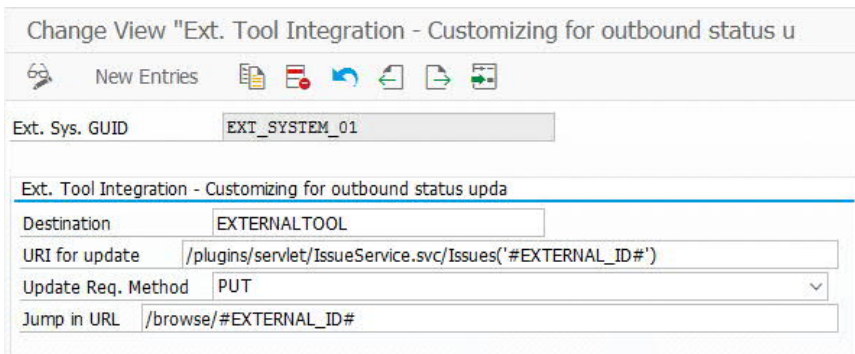 Change View "Ext. Tool Integration - Customizing for outbound status u
New Entries
Ext. Sys. GUID EXT_SYSTEM_01
Ext. Tool Integration - Customizing for outbound status upda
Destination EXTERNALTOOL
URI for update /plugins/servlet/IssueService.svc/Issues('#EXTERNAL_ID#')
Update Req. Method PUT
Jump in URL /browse/#EXTERNAL_ID#